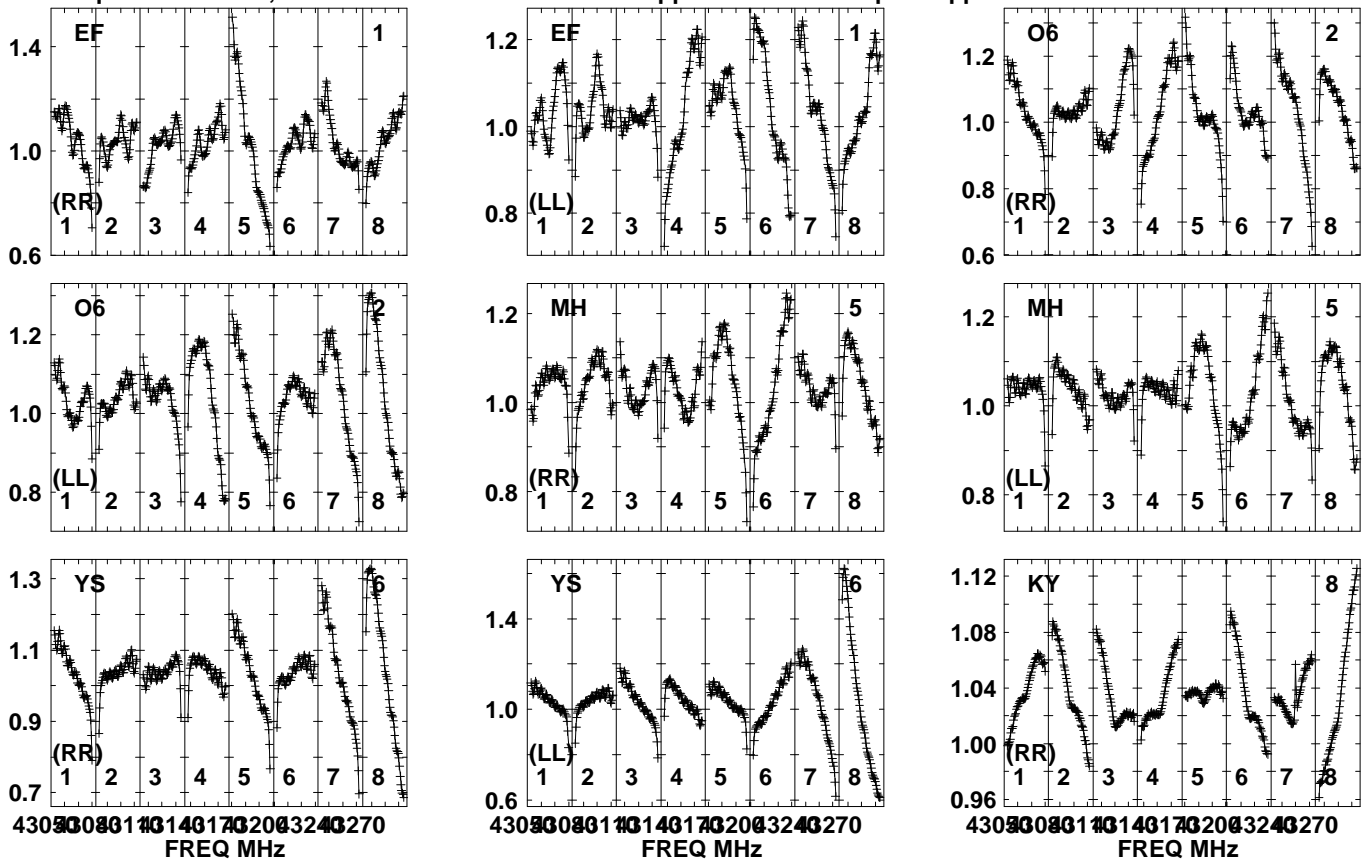 EF 1
1.4
1.0
0.6
(RR)
1 2 3 4 5 6 7 8
EF 1
1.2
1.0
0.8
(LL)
1 2 3 4 5 6 7 8
O6 2
1.2
1.0
0.8
0.6
(RR)
1 2 3 4 5 6 7 8
O6 2
1.2
1.0
0.8
(LL)
1 2 3 4 5 6 7 8
MH 5
1.2
1.0
0.8
(RR)
1 2 3 4 5 6 7 8
MH 5
1.2
1.0
0.8
(LL)
1 2 3 4 5 6 7 8
YS 6
1.3
1.1
0.9
0.7
(RR)
1 2 3 4 5 6 7 8
FREQ MHz
YS 6
1.4
1.0
0.6
(LL)
1 2 3 4 5 6 7 8
FREQ MHz
KY 8
1.12
1.08
1.04
1.00
0.96
(RR)
1 2 3 4 5 6 7 8
FREQ MHz